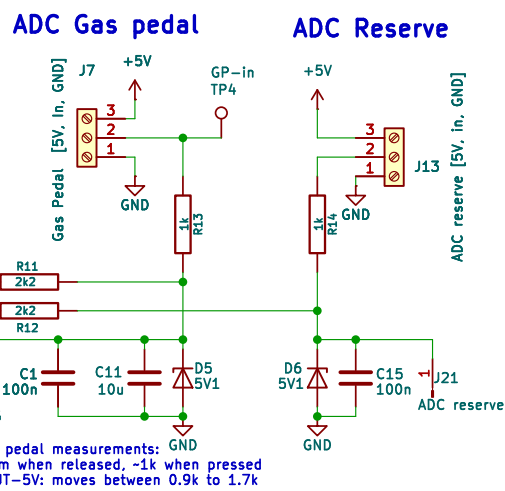 ADC Gas pedal
ADC Reserve
J7
+5V
GP-in
TP4
+5V
3
2
1
Gas Pedal [5V, In, GND]
GND
3
2
1
J13
ADC reserve [5V, in, GND]
GND
1k
R13
1k
R14
R11
2k2
2k2
R12
C1
100n
C11
10u
D5
5V1
D6
5V1
C15
100n
1
J21
ADC reserve
GND
GND
pedal measurements:
when released, ~1k when pressed
moves between 0.9k to 1.7k